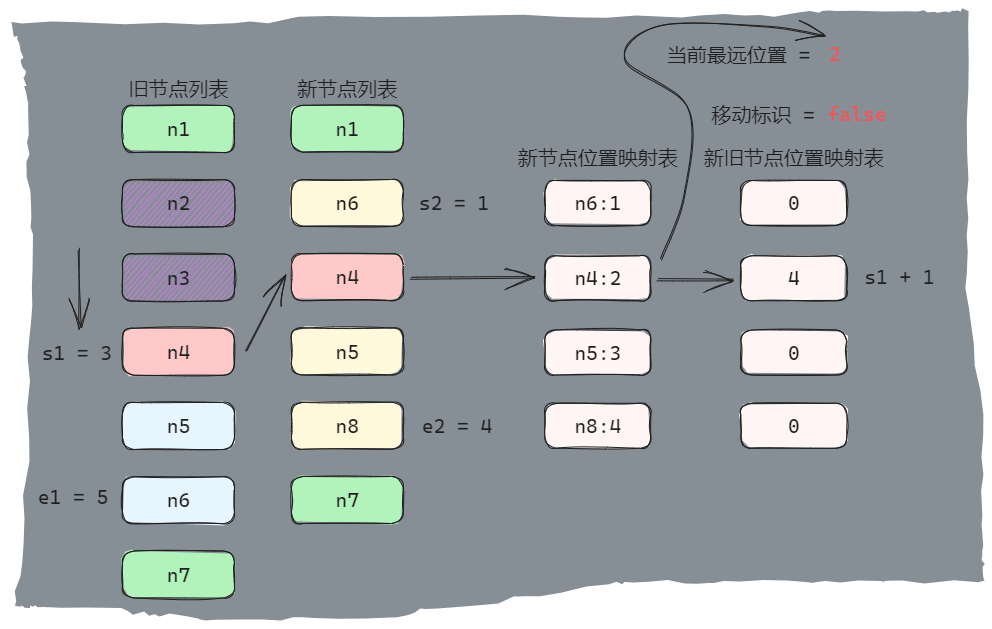 当前最远位置 = 2
移动标识 = false
旧节点列表
新节点列表
n1
n2
n3
s1 = 3
n4
n5
e1 = 5
n6
n7
n1
n6
s2 = 1
n4
n5
n8
e2 = 4
n7
新节点位置映射表
n6:1
n4:2
n5:3
n8:4
新旧节点位置映射表
0
4
s1 + 1
0
0